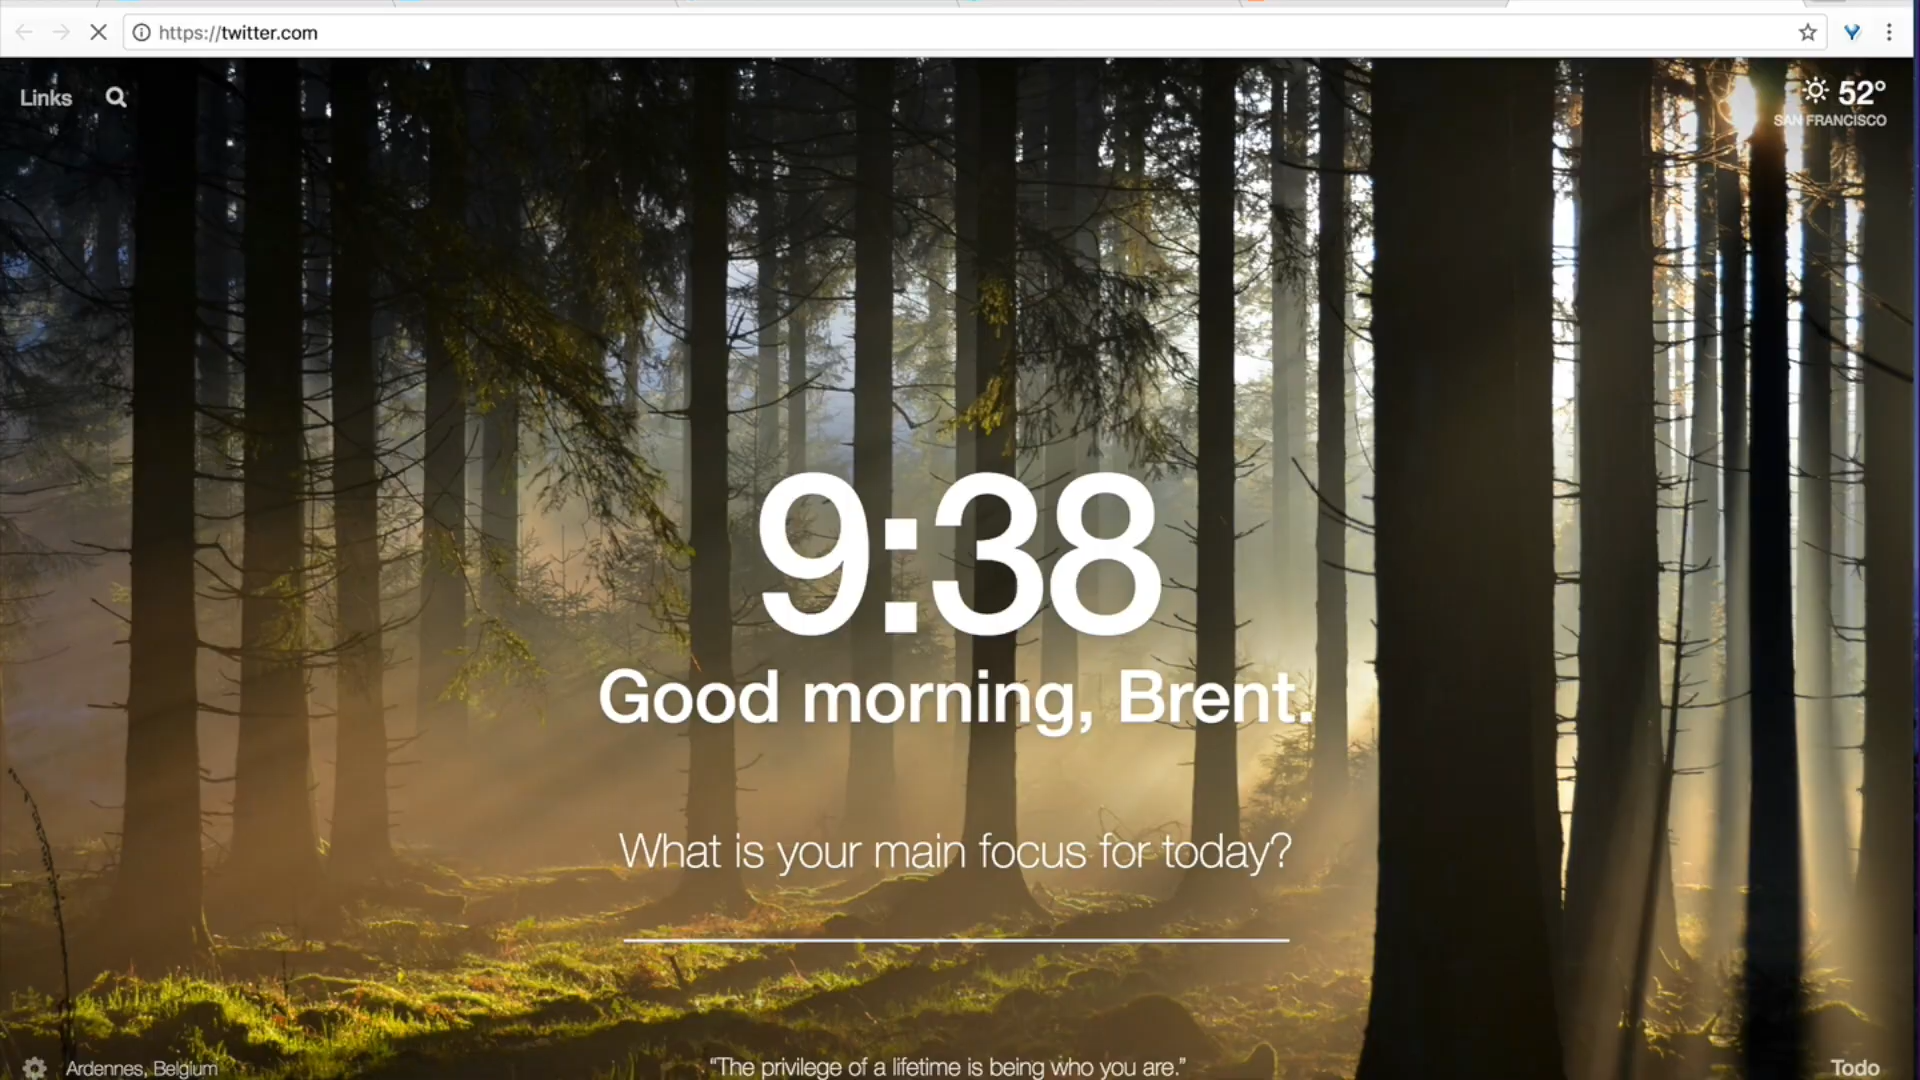 https://twitter.com
Links
52°
SAN FRANCISCO
9:38
Good morning, Brent.
What is your main focus for today?
Ardennes, Belgium
“The privilege of a lifetime is being who you are.”
Todo